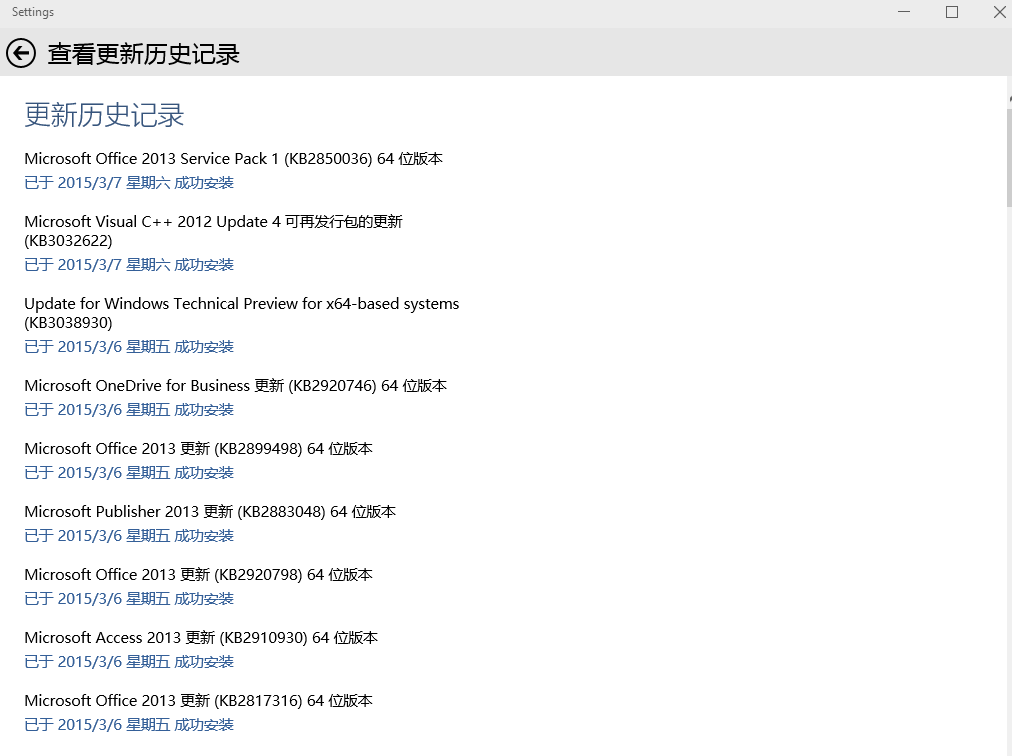 Settings
查看更新历史记录
更新历史记录
Microsoft Office 2013 Service Pack 1 (KB2850036) 64 位版本
已于 2015/3/7 星期六 成功安装
Microsoft Visual C++ 2012 Update 4 可再发行包的更新
(KB3032622)
已于 2015/3/7 星期六 成功安装
Update for Windows Technical Preview for x64-based systems
(KB3038930)
已于 2015/3/6 星期五 成功安装
Microsoft OneDrive for Business 更新 (KB2920746) 64 位版本
已于 2015/3/6 星期五 成功安装
Microsoft Office 2013 更新 (KB2899498) 64 位版本
已于 2015/3/6 星期五 成功安装
Microsoft Publisher 2013 更新 (KB2883048) 64 位版本
已于 2015/3/6 星期五 成功安装
Microsoft Office 2013 更新 (KB2920798) 64 位版本
已于 2015/3/6 星期五 成功安装
Microsoft Access 2013 更新 (KB2910930) 64 位版本
已于 2015/3/6 星期五 成功安装
Microsoft Office 2013 更新 (KB2817316) 64 位版本
已于 2015/3/6 星期五 成功安装